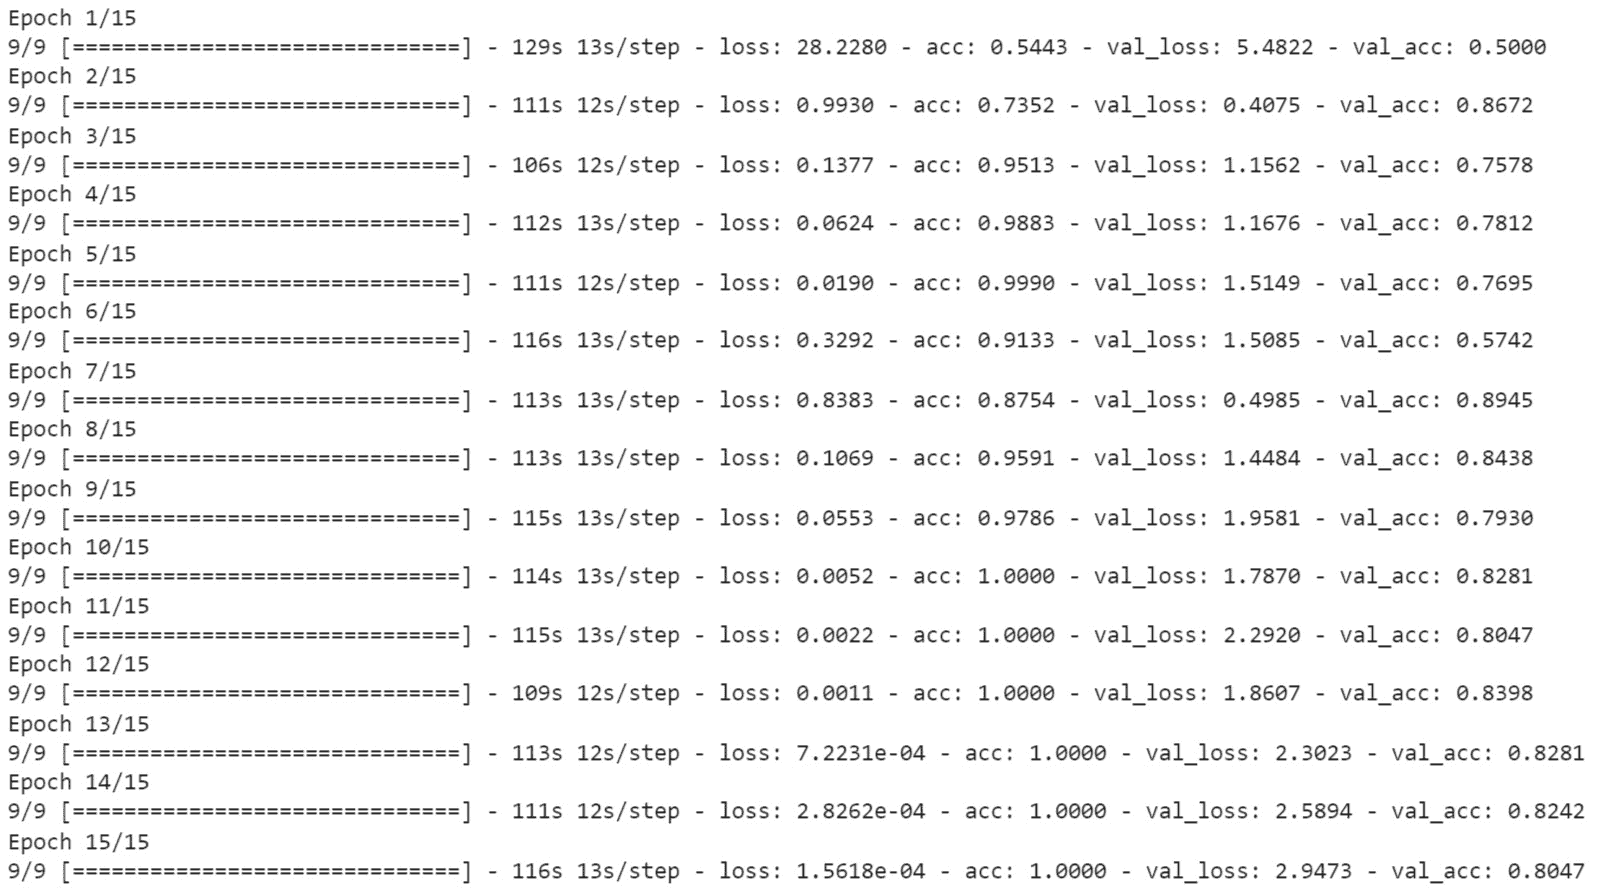 Epoch 1/15
9/9 [==============================] - 129s 13s/step - loss: 28.2280 - acc: 0.5443 - val_loss: 5.4822 - val_acc: 0.5000
Epoch 2/15
9/9 [==============================] - 111s 12s/step - loss: 0.9930 - acc: 0.7352 - val_loss: 0.4075 - val_acc: 0.8672
Epoch 3/15
9/9 [==============================] - 106s 12s/step - loss: 0.1377 - acc: 0.9513 - val_loss: 1.1562 - val_acc: 0.7578
Epoch 4/15
9/9 [==============================] - 112s 13s/step - loss: 0.0624 - acc: 0.9883 - val_loss: 1.1676 - val_acc: 0.7812
Epoch 5/15
9/9 [==============================] - 111s 12s/step - loss: 0.0190 - acc: 0.9990 - val_loss: 1.5149 - val_acc: 0.7695
Epoch 6/15
9/9 [==============================] - 116s 13s/step - loss: 0.3292 - acc: 0.9133 - val_loss: 1.5085 - val_acc: 0.5742
Epoch 7/15
9/9 [==============================] - 113s 13s/step - loss: 0.8383 - acc: 0.8754 - val_loss: 0.4985 - val_acc: 0.8945
Epoch 8/15
9/9 [==============================] - 113s 13s/step - loss: 0.1069 - acc: 0.9591 - val_loss: 1.4484 - val_acc: 0.8438
Epoch 9/15
9/9 [==============================] - 115s 13s/step - loss: 0.0553 - acc: 0.9786 - val_loss: 1.9581 - val_acc: 0.7930
Epoch 10/15
9/9 [==============================] - 114s 13s/step - loss: 0.0052 - acc: 1.0000 - val_loss: 1.7870 - val_acc: 0.8281
Epoch 11/15
9/9 [==============================] - 115s 13s/step - loss: 0.0022 - acc: 1.0000 - val_loss: 2.2920 - val_acc: 0.8047
Epoch 12/15
9/9 [==============================] - 109s 12s/step - loss: 0.0011 - acc: 1.0000 - val_loss: 1.8607 - val_acc: 0.8398
Epoch 13/15
9/9 [==============================] - 113s 12s/step - loss: 7.2231e-04 - acc: 1.0000 - val_loss: 2.3023 - val_acc: 0.8281
Epoch 14/15
9/9 [==============================] - 111s 12s/step - loss: 2.8262e-04 - acc: 1.0000 - val_loss: 2.5894 - val_acc: 0.8242
Epoch 15/15
9/9 [==============================] - 116s 13s/step - loss: 1.5618e-04 - acc: 1.0000 - val_loss: 2.9473 - val_acc: 0.8047